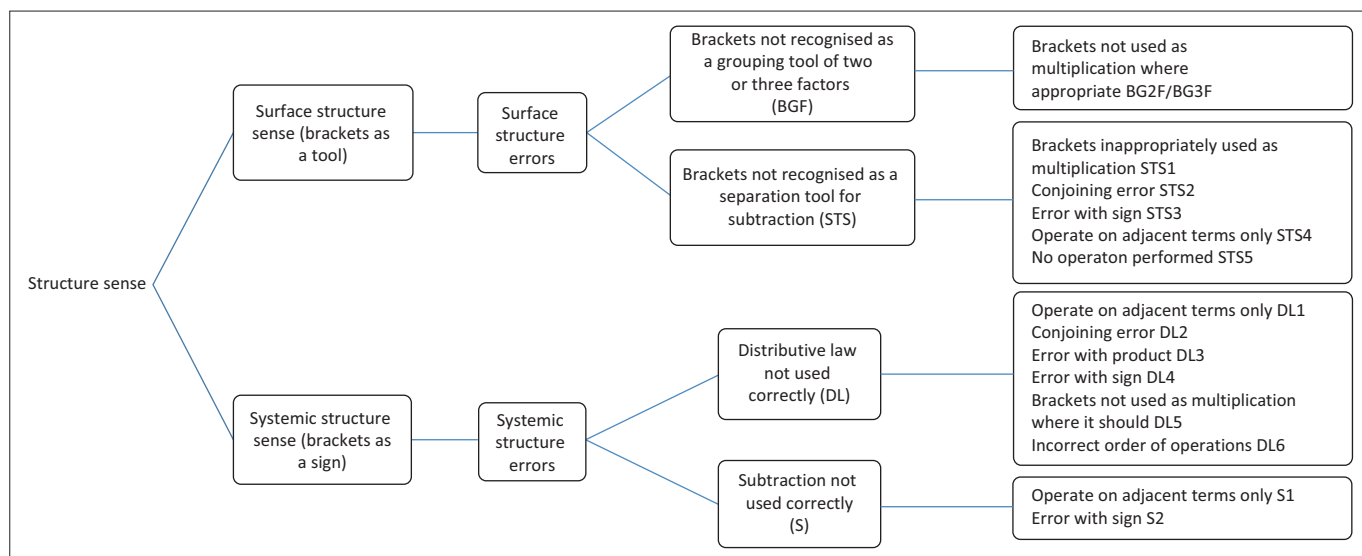 Structure sense
Surface structure
sense (brackets as
a tool)
Surface
structure
errors
Brackets not recognised as
a grouping tool of two
or three factors
(BGF)
Brackets not used as
multiplication where
appropriate BG2F/BG3F
Brackets not recognised as a
separation tool for
subtraction (STS)
Brackets inappropriately used as
multiplication STS1
Conjoining error STS2
Error with sign STS3
Operate on adjacent terms only STS4
No operaton performed STS5
Systemic structure
sense (brackets as
a sign)
Systemic
structure
errors
Distributive law
not used
correctly (DL)
Operate on adjacent terms only DL1
Conjoining error DL2
Error with product DL3
Error with sign DL4
Brackets not used as multiplication
where it should DL5
Incorrect order of operations DL6
Subtraction not
used correctly
(S)
Operate on adjacent terms only S1
Error with sign S2